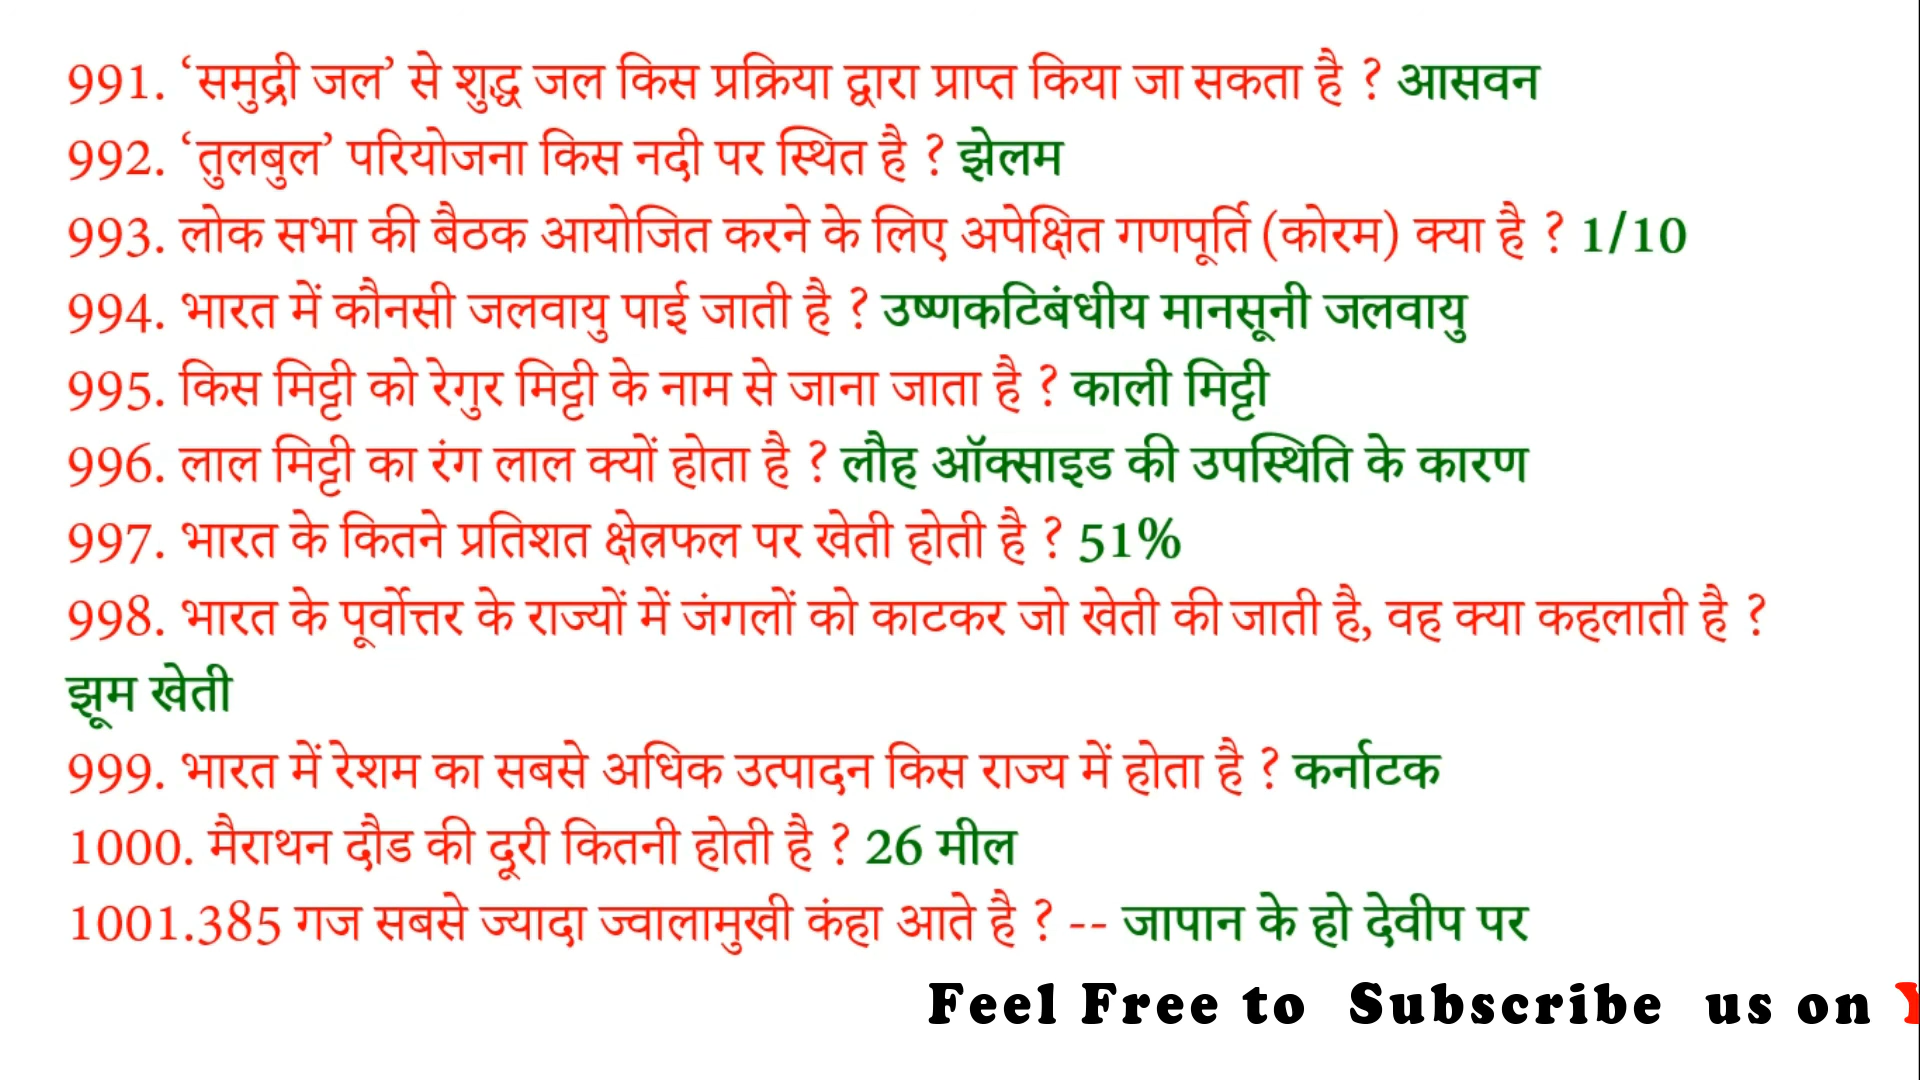 991. ‘समुद्री जल’ से शुद्ध जल किस प्रक्रिया द्वारा प्राप्त किया जा सकता है ? आसवन
992. ‘तुलबुल’ परियोजना किस नदी पर स्थित है ? झेलम
993. लोक सभा की बैठक आयोजित करने के लिए अपेक्षित गणपूर्ति (कोरम) क्या है ? 1/10
994. भारत में कौनसी जलवायु पाई जाती है ? उष्णकटिबंधीय मानसूनी जलवायु
995. किस मिट्टी को रेगुर मिट्टी के नाम से जाना जाता है ? काली मिट्टी
996. लाल मिट्टी का रंग लाल क्यों होता है ? लौह ऑक्साइड की उपस्थिति के कारण
997. भारत के कितने प्रतिशत क्षेत्रफल पर खेती होती है ? 51%
998. भारत के पूर्वोत्तर के राज्यों में जंगलों को काटकर जो खेती की जाती है, वह क्या कहलाती है ?
झूम खेती
999. भारत में रेशम का सबसे अधिक उत्पादन किस राज्य में होता है ? कर्नाटक
1000. मैराथन दौड की दूरी कितनी होती है ? 26 मील
1001.385 गज सबसे ज्यादा ज्वालामुखी कंहा आते है ? -- जापान के हो देवीप पर
Feel Free to Subscribe us on